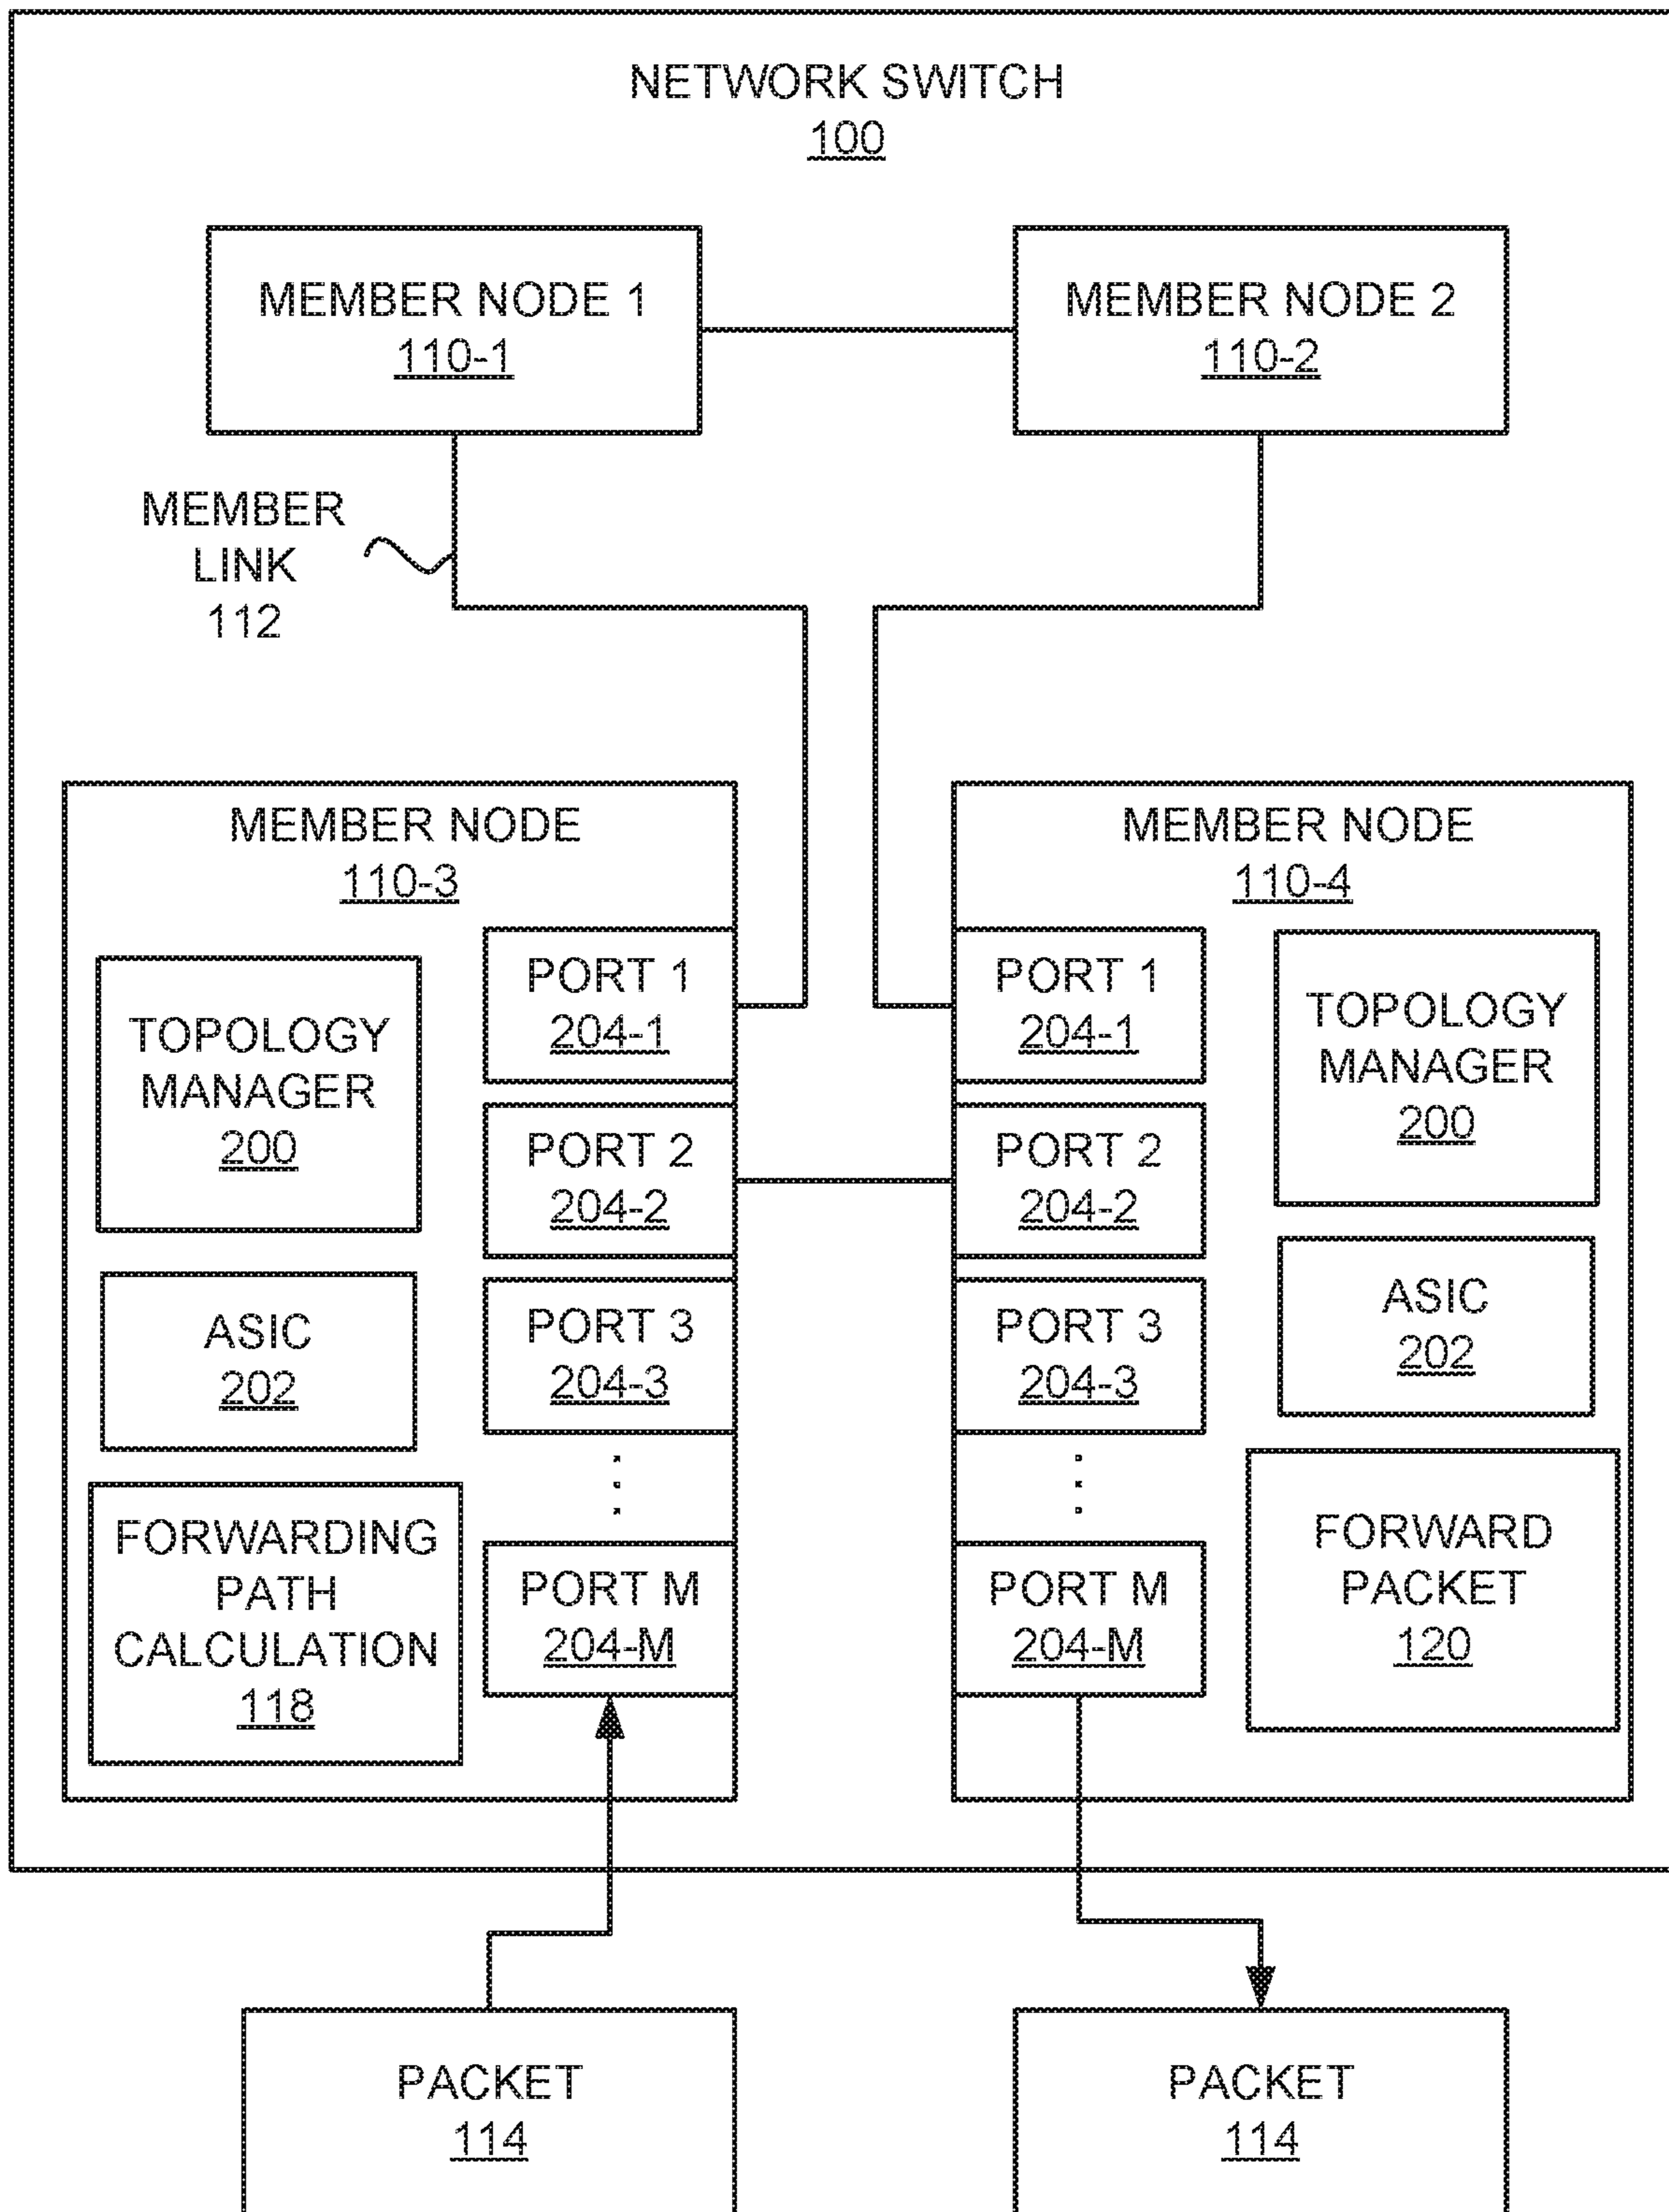 NETWORK SWITCH
100
MEMBER NODE 1
110-1
MEMBER NODE 2
110-2
MEMBER
LINK
112
MEMBER NODE
110-3
TOPOLOGY
MANAGER
200
ASIC
202
FORWARDING
PATH
CALCULATION
118
PORT 1
204-1
PORT 2
204-2
PORT 3
204-3
PORT M
204-M
MEMBER NODE
110-4
PORT 1
204-1
PORT 2
204-2
PORT 3
204-3
PORT M
204-M
TOPOLOGY
MANAGER
200
ASIC
202
FORWARD
PACKET
120
PACKET
114
PACKET
114